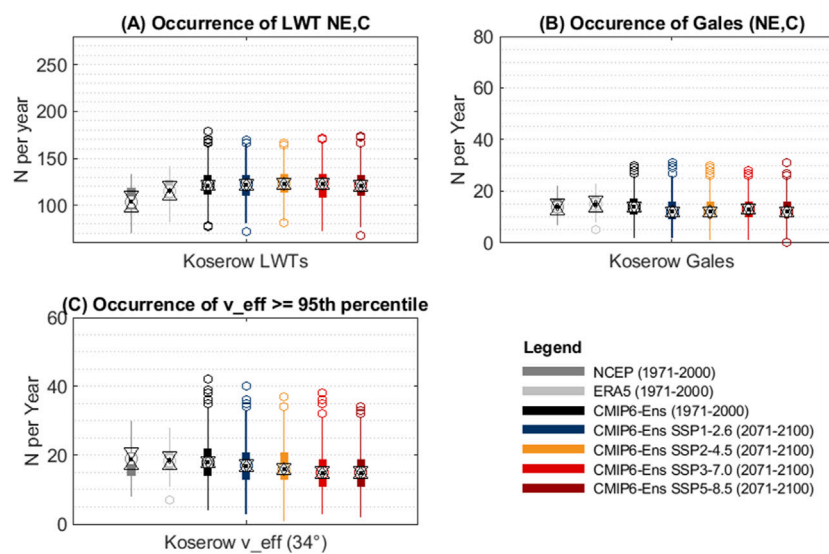 (A) Occurrence of LWT NE,C
250
200
150
100
N per year
Koserow LWTs
(B) Occurence of Gales (NE,C)
80
60
40
20
0
N per Year
Koserow Gales
(C) Occurrence of v_eff >= 95th percentile
60
40
20
0
N per Year
Koserow v_eff (34°)
Legend
NCEP (1971-2000)
ERA5 (1971-2000)
CMIP6-Ens (1971-2000)
CMIP6-Ens SSP1-2.6 (2071-2100)
CMIP6-Ens SSP2-4.5 (2071-2100)
CMIP6-Ens SSP3-7.0 (2071-2100)
CMIP6-Ens SSP5-8.5 (2071-2100)